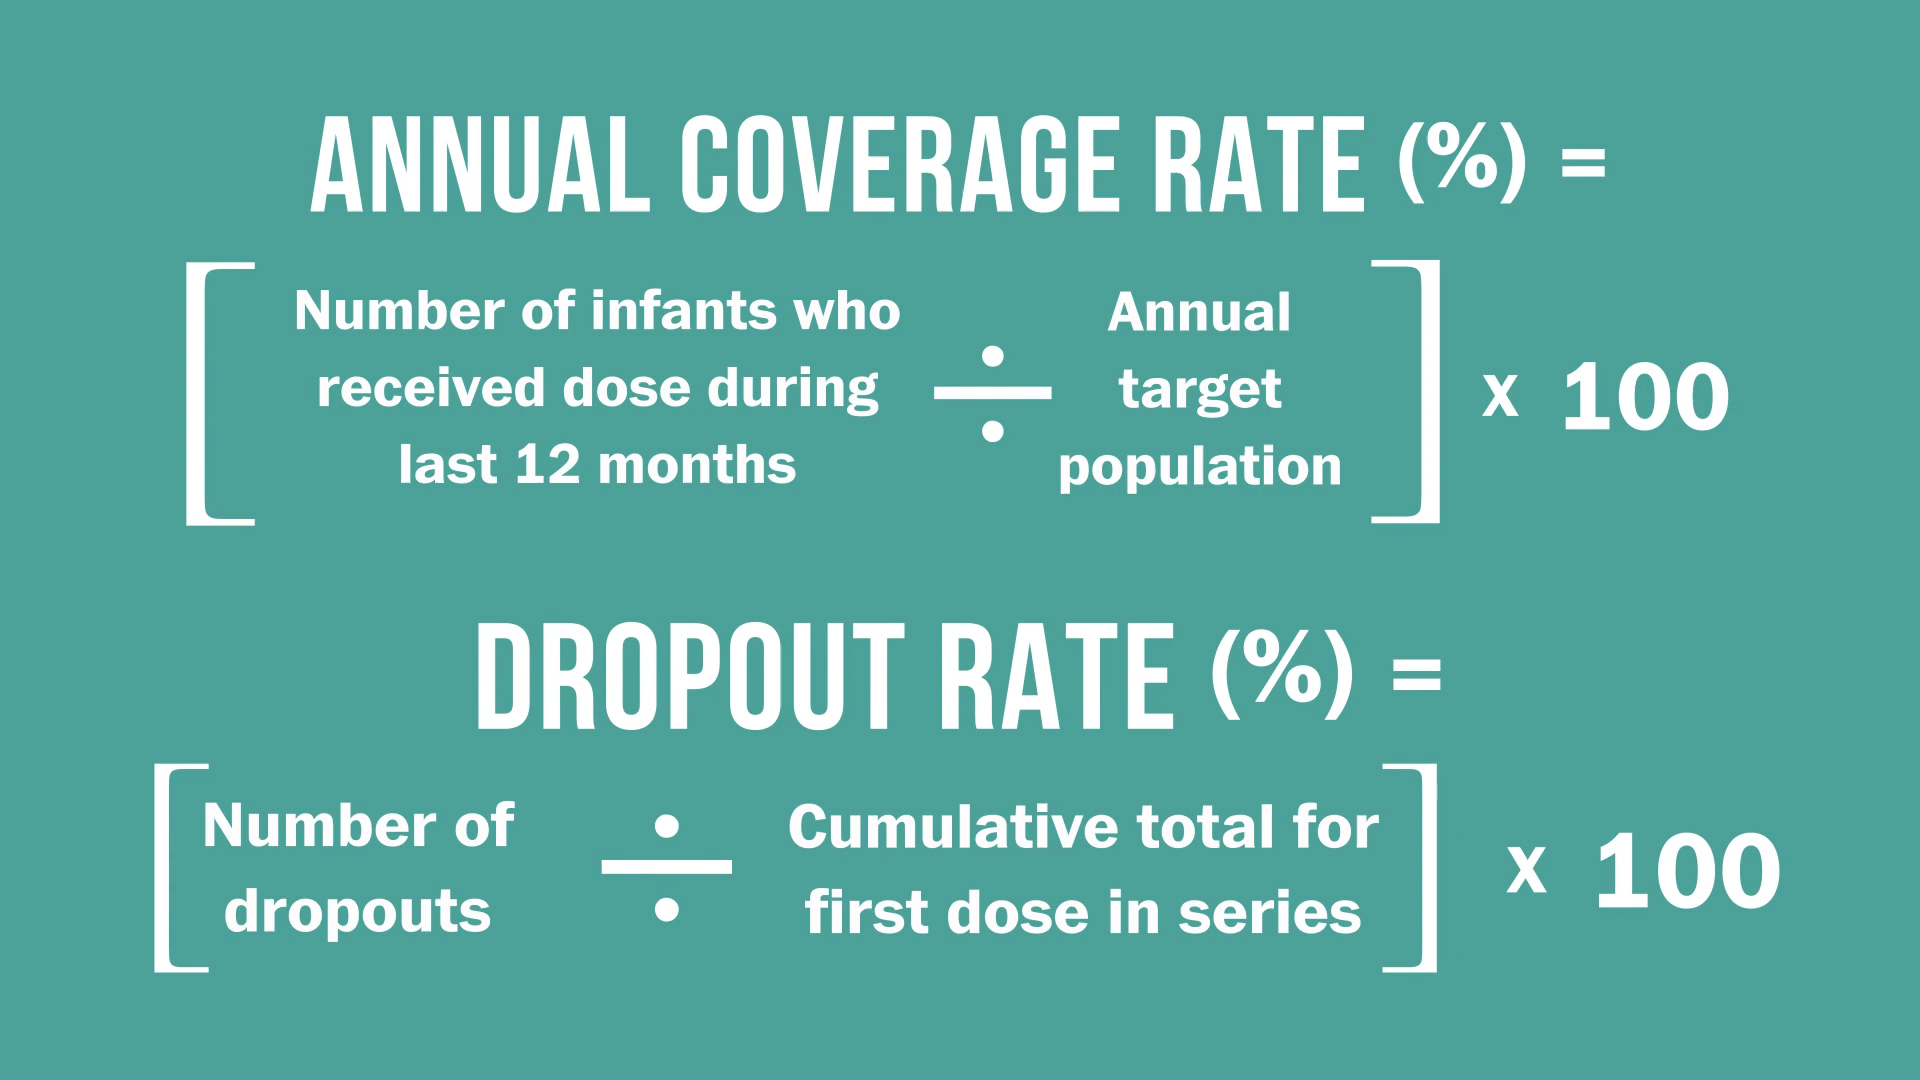 ANNUAL COVERAGE RATE (%) =
[Number of infants who
received dose during
last 12 months
÷
Annual
target
population]
x 100
DROPOUT RATE (%) =
[Number of
dropouts
÷
Cumulative total for
first dose in series]
x 100